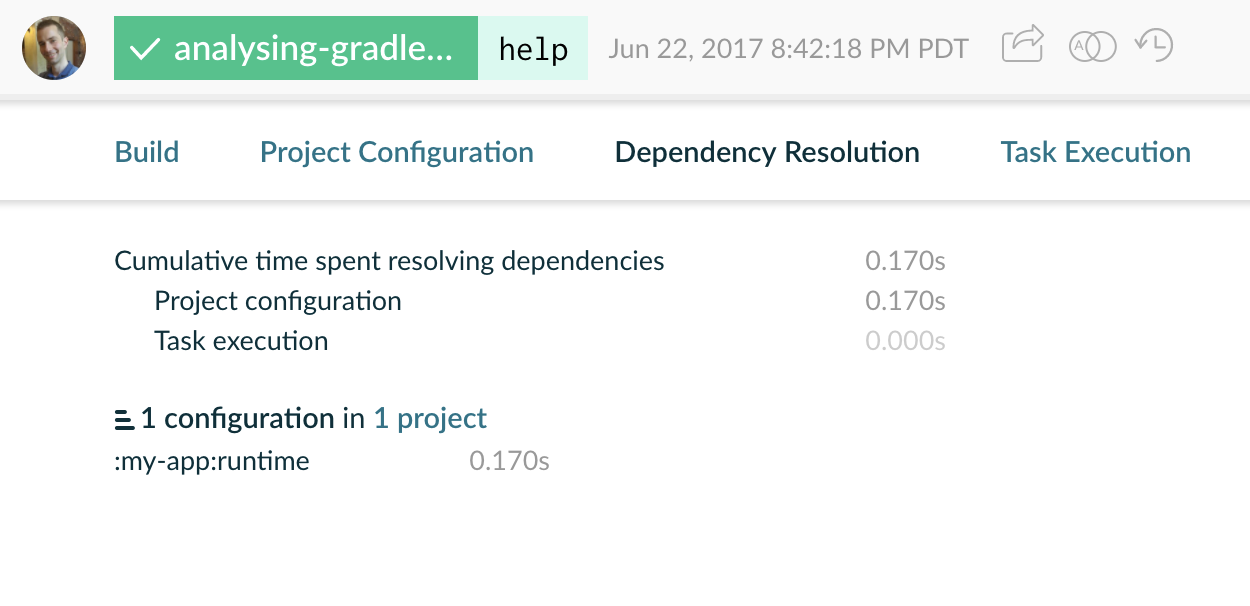 analysing-gradle... help Jun 22, 2017 8:42:18 PM PDT A
Build Project Configuration Dependency Resolution Task Execution
Cumulative time spent resolving dependencies 0.170s
Project configuration 0.170s
Task execution 0.000s
1 configuration in 1 project
:my-app:runtime 0.170s